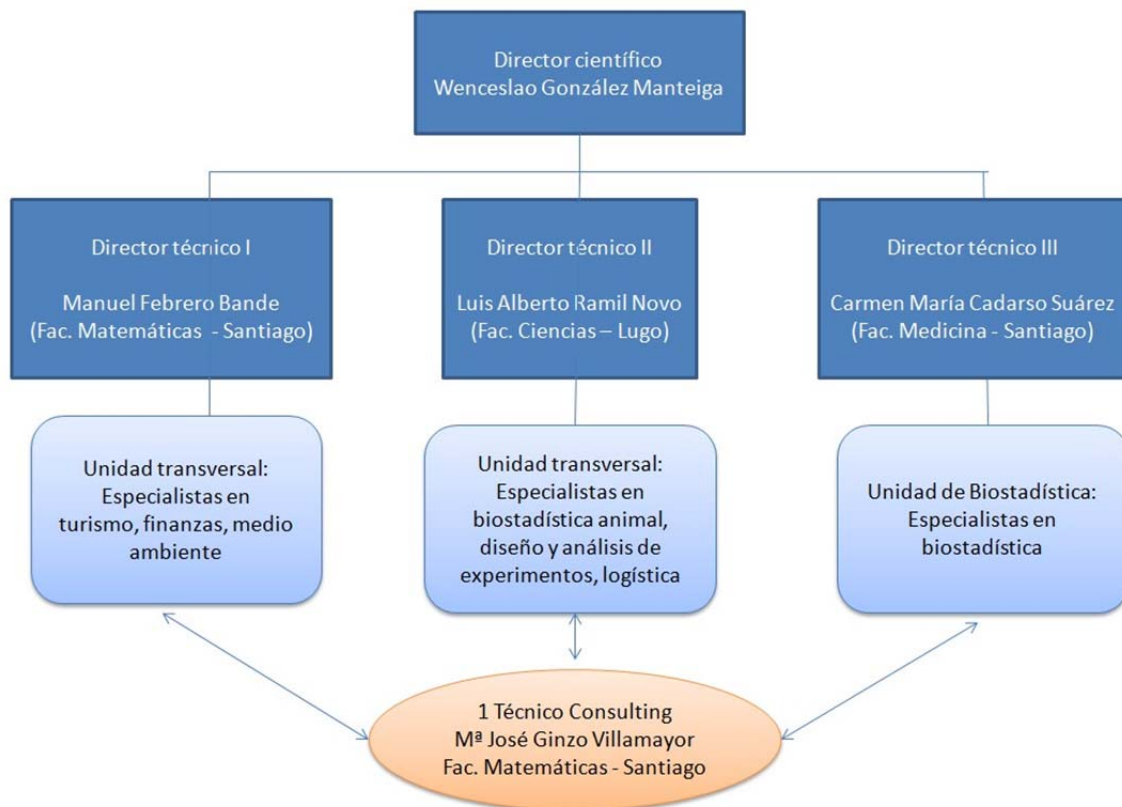 Director científico
Wenceslao González Manteiga
Director técnico I
Manuel Febrero Bande
(Fac. Matemáticas - Santiago)
Director técnico II
Luis Alberto Ramil Novo
(Fac. Ciencias – Lugo)
Director técnico III
Carmen María Cadarso Suárez
(Fac. Medicina - Santiago)
Unidad transversal:
Especialistas en
turismo, finanzas, medio
ambiente
Unidad transversal:
Especialistas en
biostadística animal,
diseño y análisis de
experimentos, logística
Unidad de Biostadística:
Especialistas en
biostadística
1 Técnico Consulting
Mª José Ginzo Villamayor
Fac. Matemáticas - Santiago